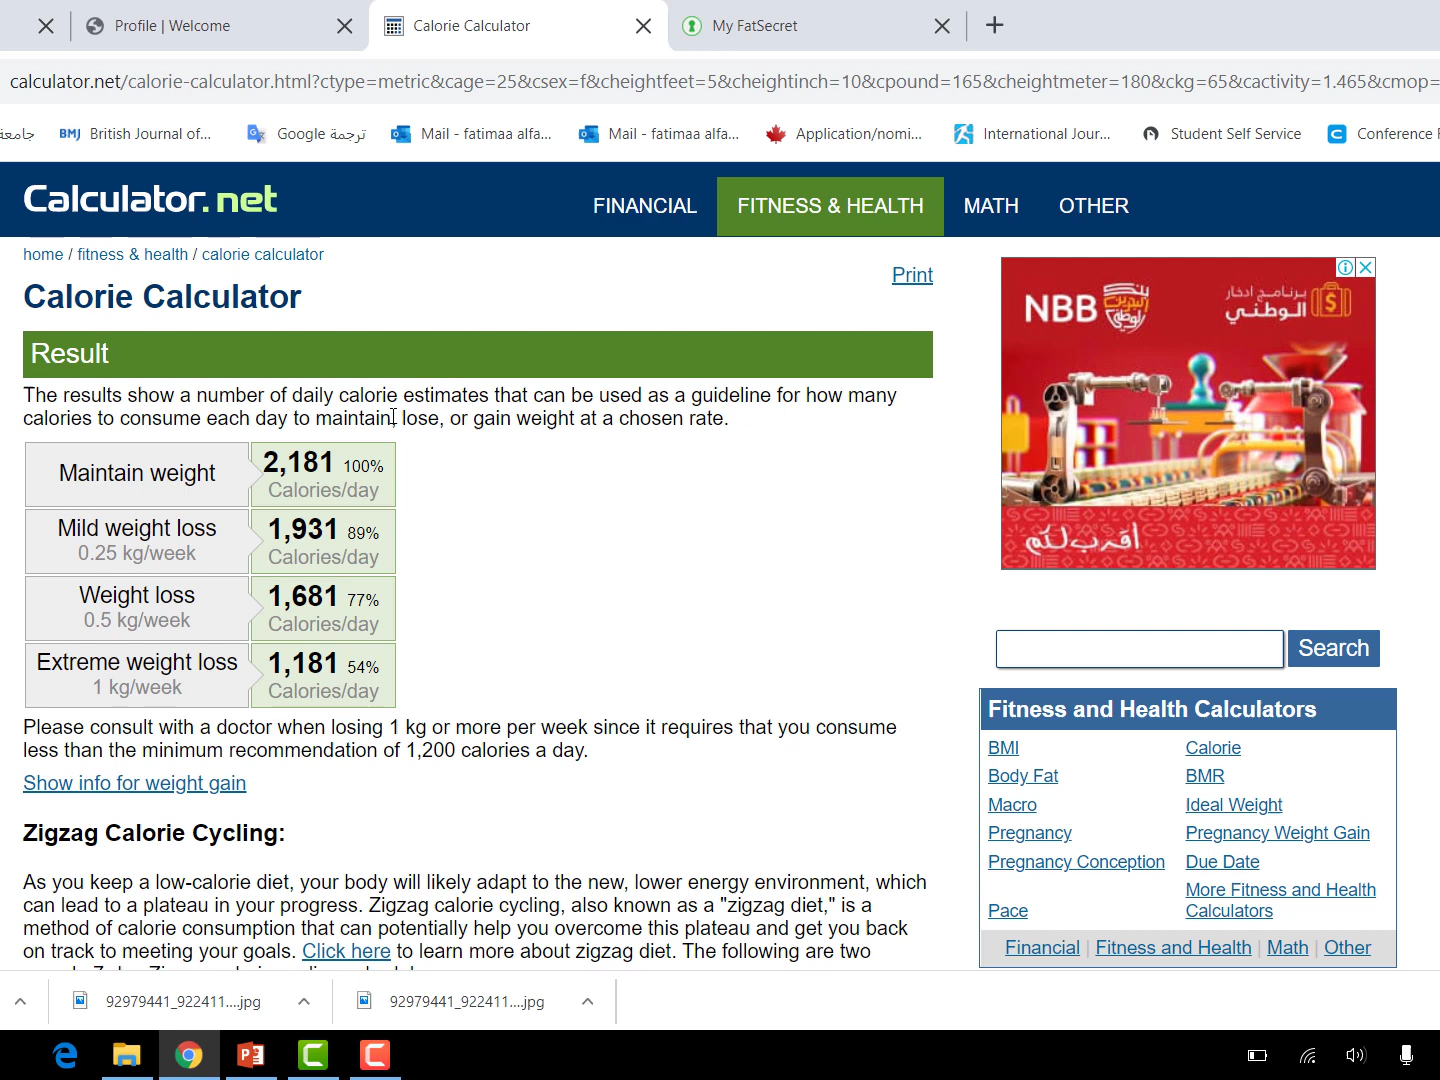 Profile | Welcome
Calorie Calculator
My FatSecret
calculator.net/calorie-calculator.html?ctype=metric&cage=25&csex=f&cheightfeet=5&cheightinch=10&cpound=165&cheightmeter=180&ckg=65&cactivity=1.465&cmop=
جامعة
BMJ British Journal of...
Google ترجمة
Mail - fatimaa alfa...
Mail - fatimaa alfa...
Application/nomi...
International Jour...
Student Self Service
Conference
Calculator.net
FINANCIAL
FITNESS & HEALTH
MATH
OTHER
home / fitness & health / calorie calculator
Print
Calorie Calculator
Result
The results show a number of daily calorie estimates that can be used as a guideline for how many
calories to consume each day to maintain, lose, or gain weight at a chosen rate.
Maintain weight
2,181 100%
Calories/day
Mild weight loss
0.25 kg/week
1,931 89%
Calories/day
Weight loss
0.5 kg/week
1,681 77%
Calories/day
Extreme weight loss
1 kg/week
1,181 54%
Calories/day
Please consult with a doctor when losing 1 kg or more per week since it requires that you consume
less than the minimum recommendation of 1,200 calories a day.
Show info for weight gain
Zigzag Calorie Cycling:
As you keep a low-calorie diet, your body will likely adapt to the new, lower energy environment, which
can lead to a plateau in your progress. Zigzag calorie cycling, also known as a "zigzag diet," is a
method of calorie consumption that can potentially help you overcome this plateau and get you back
on track to meeting your goals. Click here to learn more about zigzag diet. The following are two
NBB
برنامج ادخار
الوطني
أقرب لكم
Search
Fitness and Health Calculators
BMI
Calorie
Body Fat
BMR
Macro
Ideal Weight
Pregnancy
Pregnancy Weight Gain
Pregnancy Conception
Due Date
Pace
More Fitness and Health
Calculators
Financial | Fitness and Health | Math | Other
92979441_922411....jpg
92979441_922411....jpg